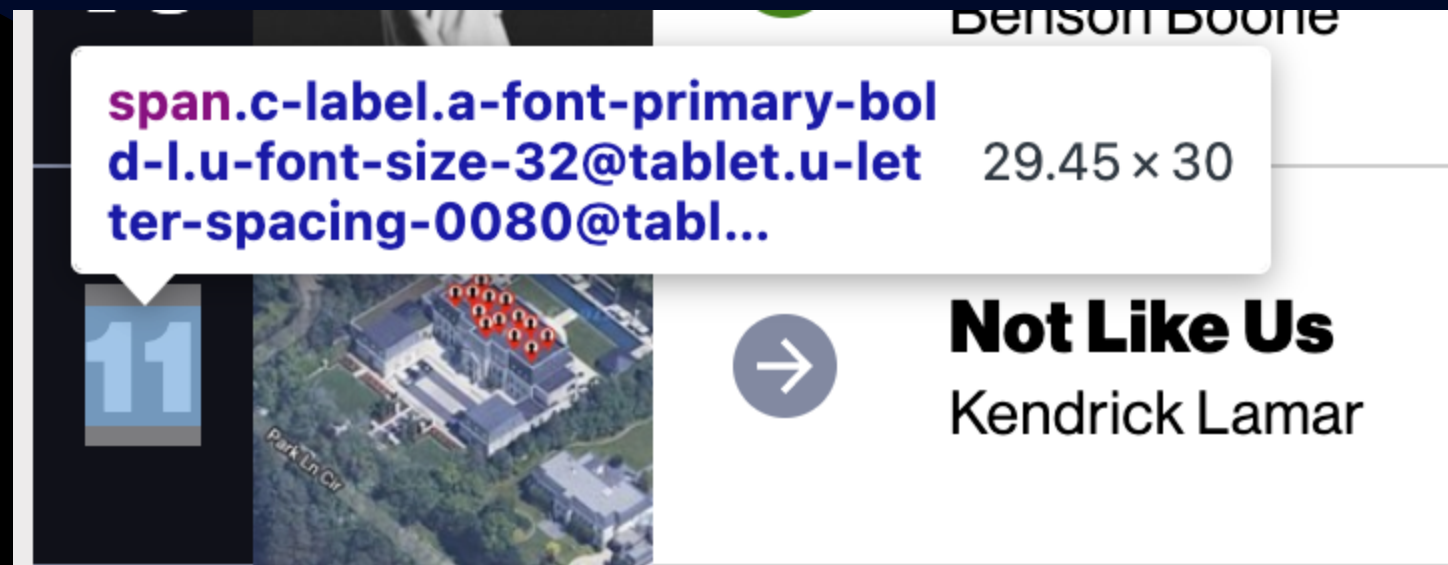 Benson Boone
span.c-label.a-font-primary-bol
d-l.u-font-size-32@tablet.u-let
ter-spacing-0080@tabl...
29.45 × 30
11
Not Like Us
Kendrick Lamar
Park Ln Cir